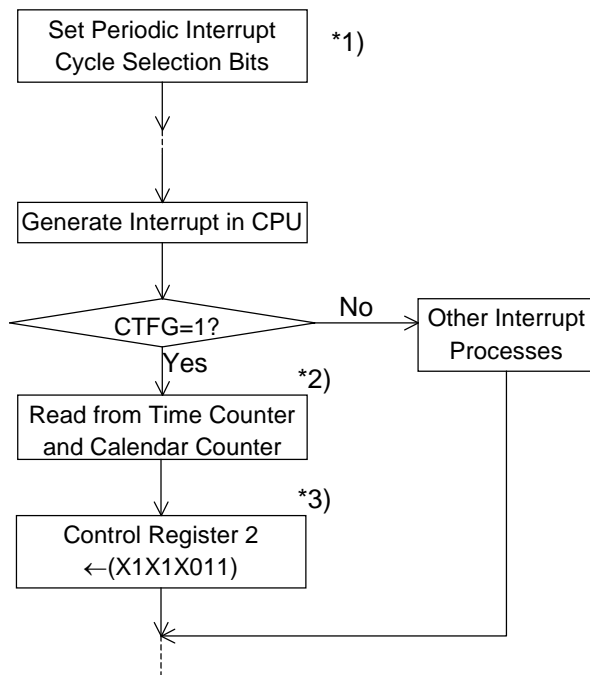 Set Periodic Interrupt
Cycle Selection Bits
*1)
Generate Interrupt in CPU
CTFG=1?
No
Other Interrupt
Processes
Yes
*2)
Read from Time Counter
and Calendar Counter
*3)
Control Register 2
←(X1X1X011)